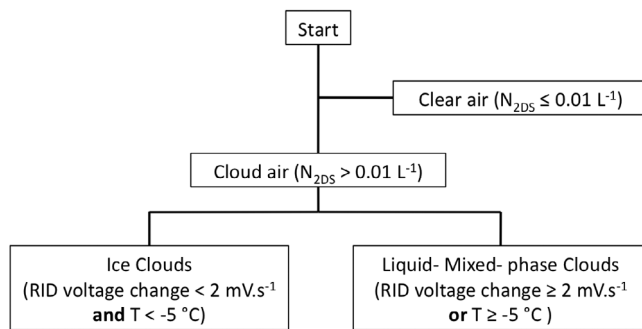 Start
Clear air (N₂DS ≤ 0.01 L⁻¹)
Cloud air (N₂DS > 0.01 L⁻¹)
Ice Clouds
(RID voltage change < 2 mV.s⁻¹
and T < -5 °C)
Liquid- Mixed- phase Clouds
(RID voltage change ≥ 2 mV.s⁻¹
or T ≥ -5 °C )